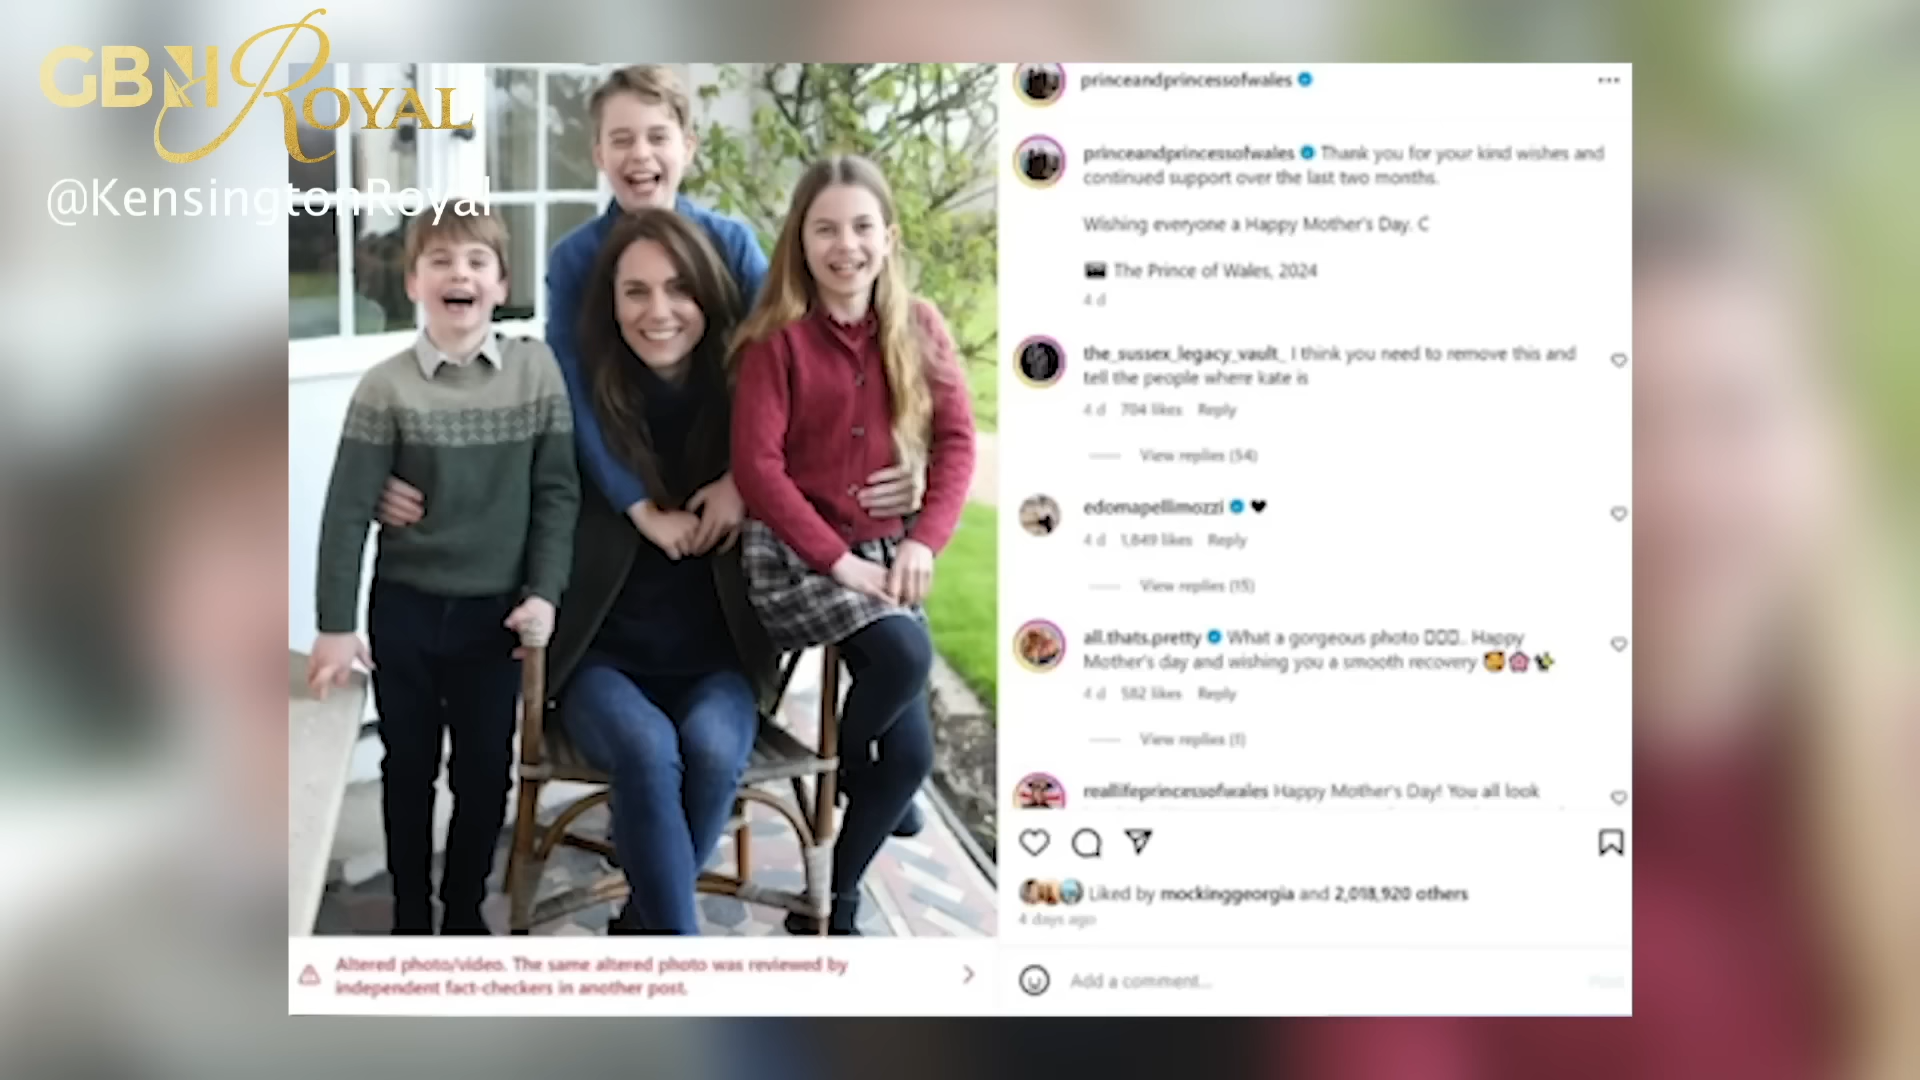 GBN ROYAL
@KensingtonRoyal
princeandprincessofwales
princeandprincessofwales Thank you for your kind wishes and
continued support over the last two months.
Wishing everyone a Happy Mother's Day. C
The Prince of Wales, 2024
4 d
the_sussex_legacy_vault_ I think you need to remove this and
tell the people where kate is
4 d 704 likes Reply
View replies (54)
edomapellimozzi
4 d 1,849 likes Reply
View replies (15)
all.thats.pretty What a gorgeous photo .. Happy
Mother's day and wishing you a smooth recovery
4 d 582 likes Reply
View replies (1)
reallifeprincessofwales Happy Mother's Day! You all look
Liked by mockinggeorgia and 2,018,920 others
4 days ago
Altered photo/video. The same altered photo was reviewed by
independent fact-checkers in another post.
Add a comment...
Post